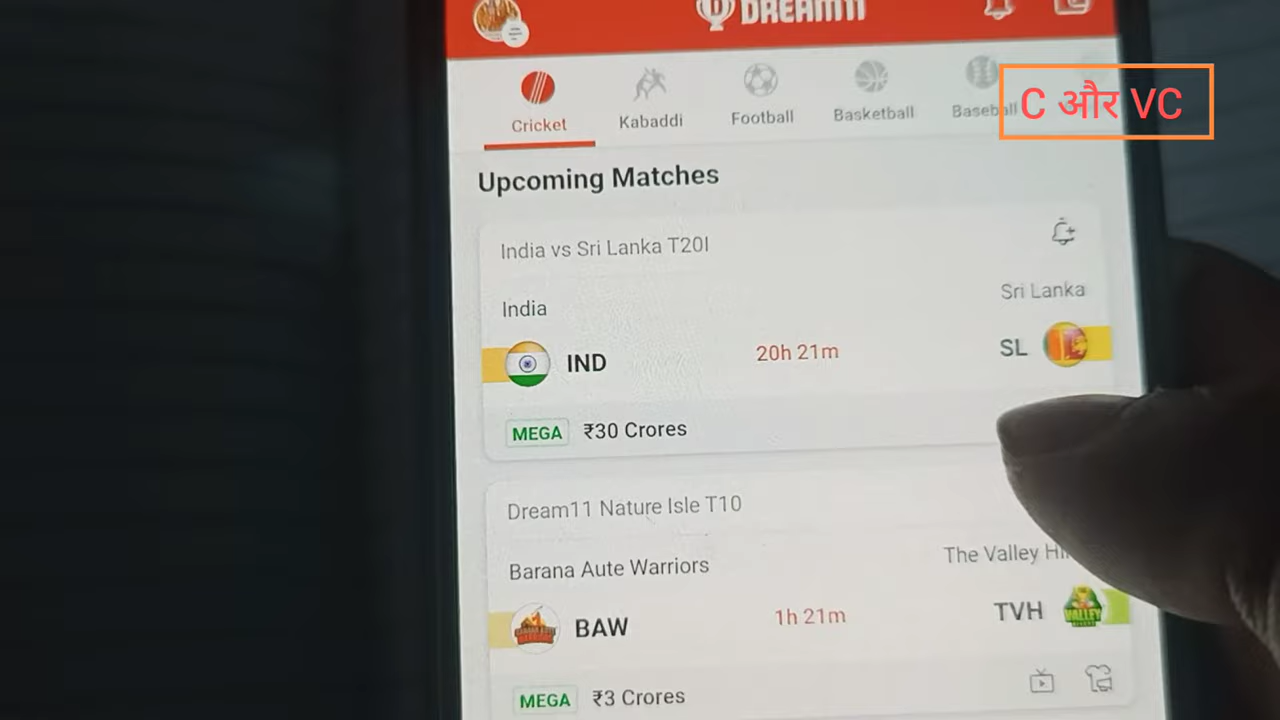 DREAM11
Cricket
Kabaddi
Football
Basketball
Baseball
C और VC
Upcoming Matches
India vs Sri Lanka T20I
India
Sri Lanka
IND
20h 21m
SL
MEGA
₹30 Crores
Dream11 Nature Isle T10
Barana Aute Warriors
The Valley
BAW
1h 21m
TVH
VALLEY
MEGA
₹3 Crores